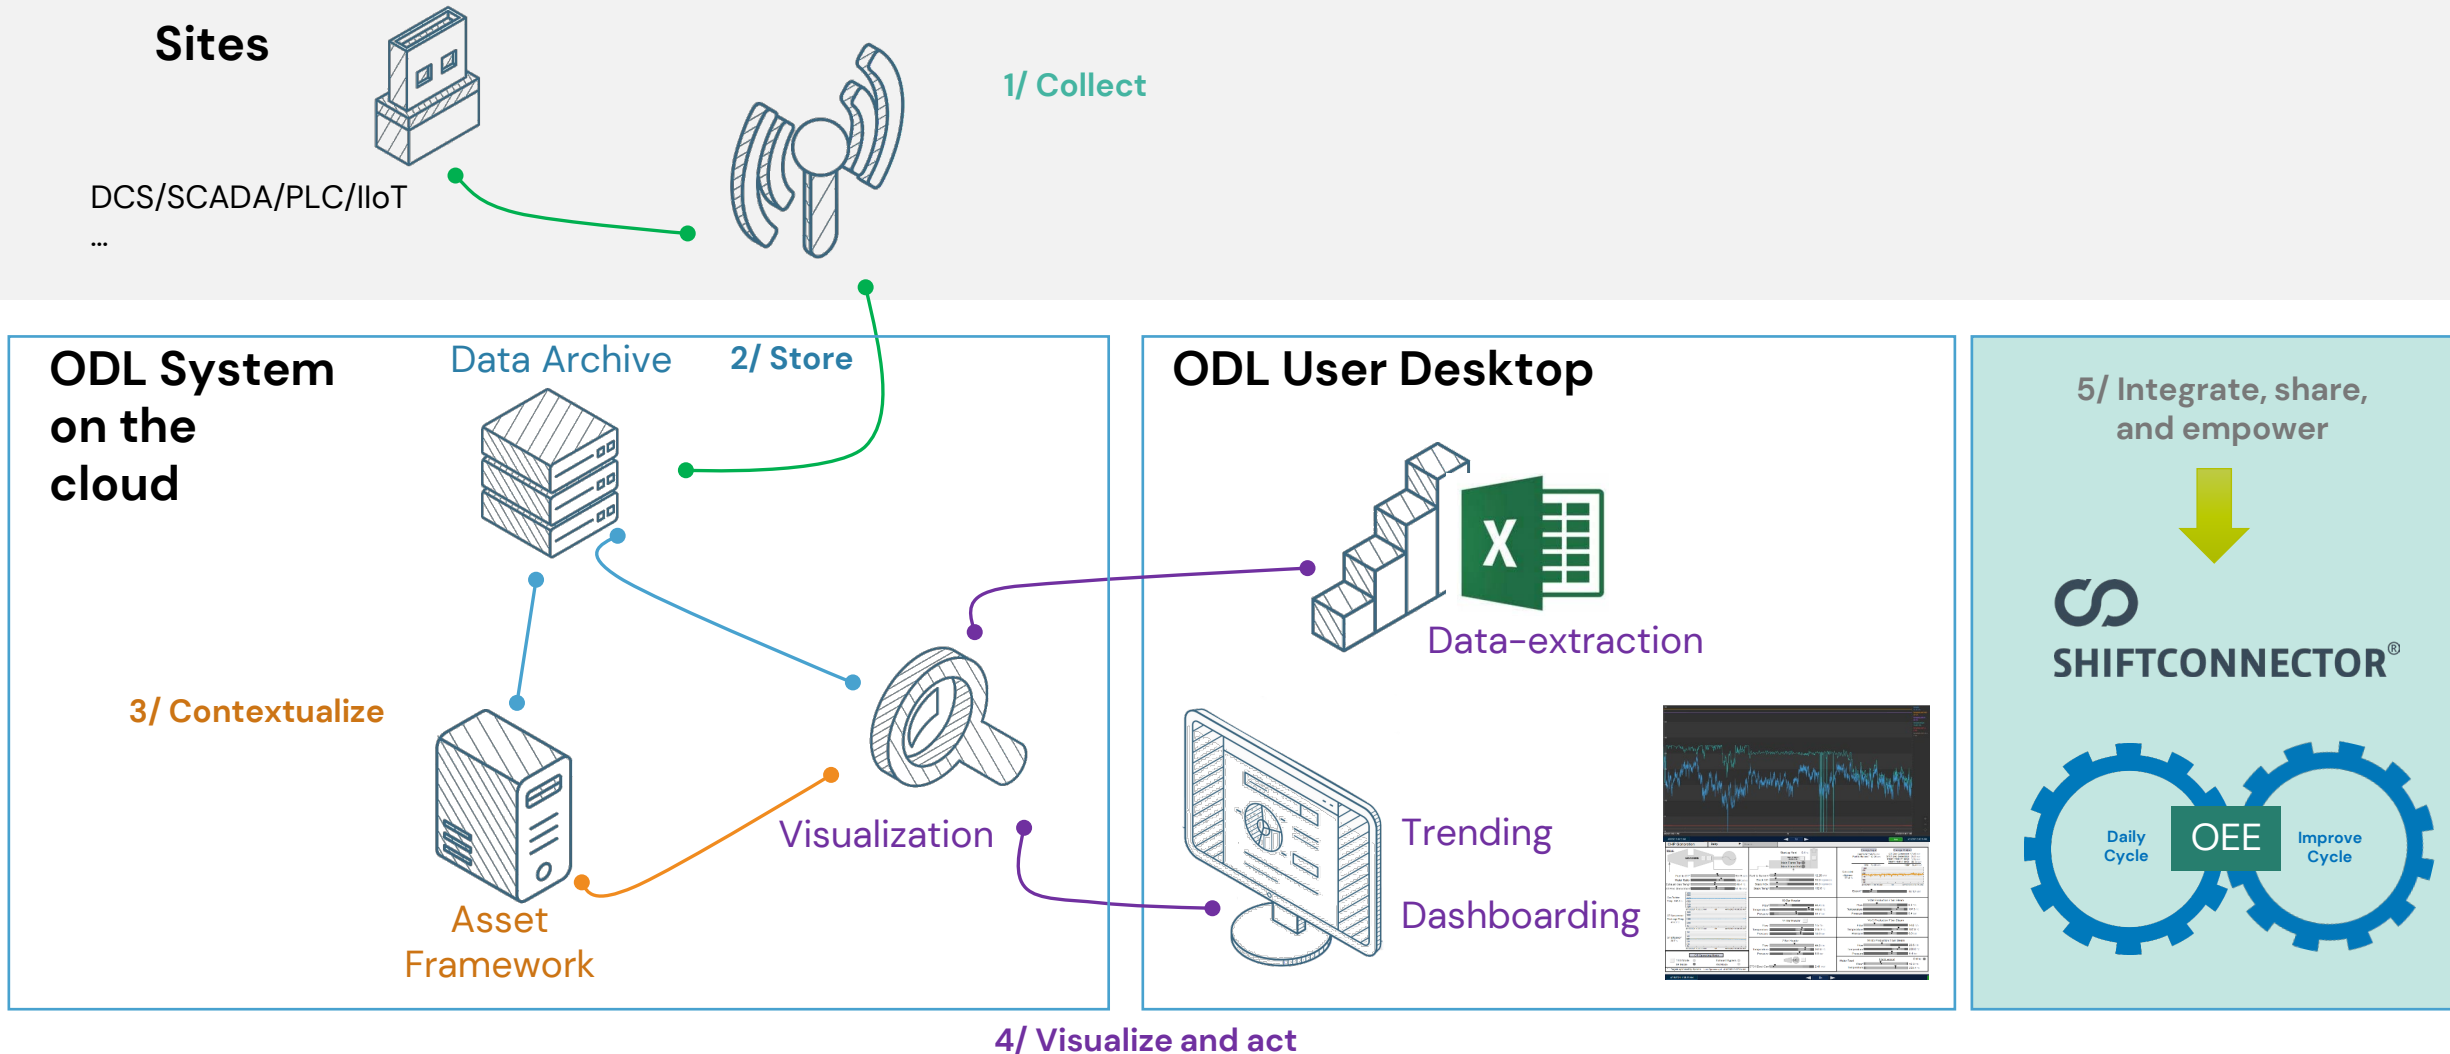 Sites
1/ Collect
DCS/SCADA/PLC/IIoT
...
ODL System
on the
cloud
Data Archive
2/ Store
3/ Contextualize
Visualization
Asset
Framework
ODL User Desktop
X
Data-extraction
Trending
Dashboarding
4/ Visualize and act
5/ Integrate, share,
and empower
SHIFTCONNECTOR®
Daily
Cycle
OEE
Improve
Cycle